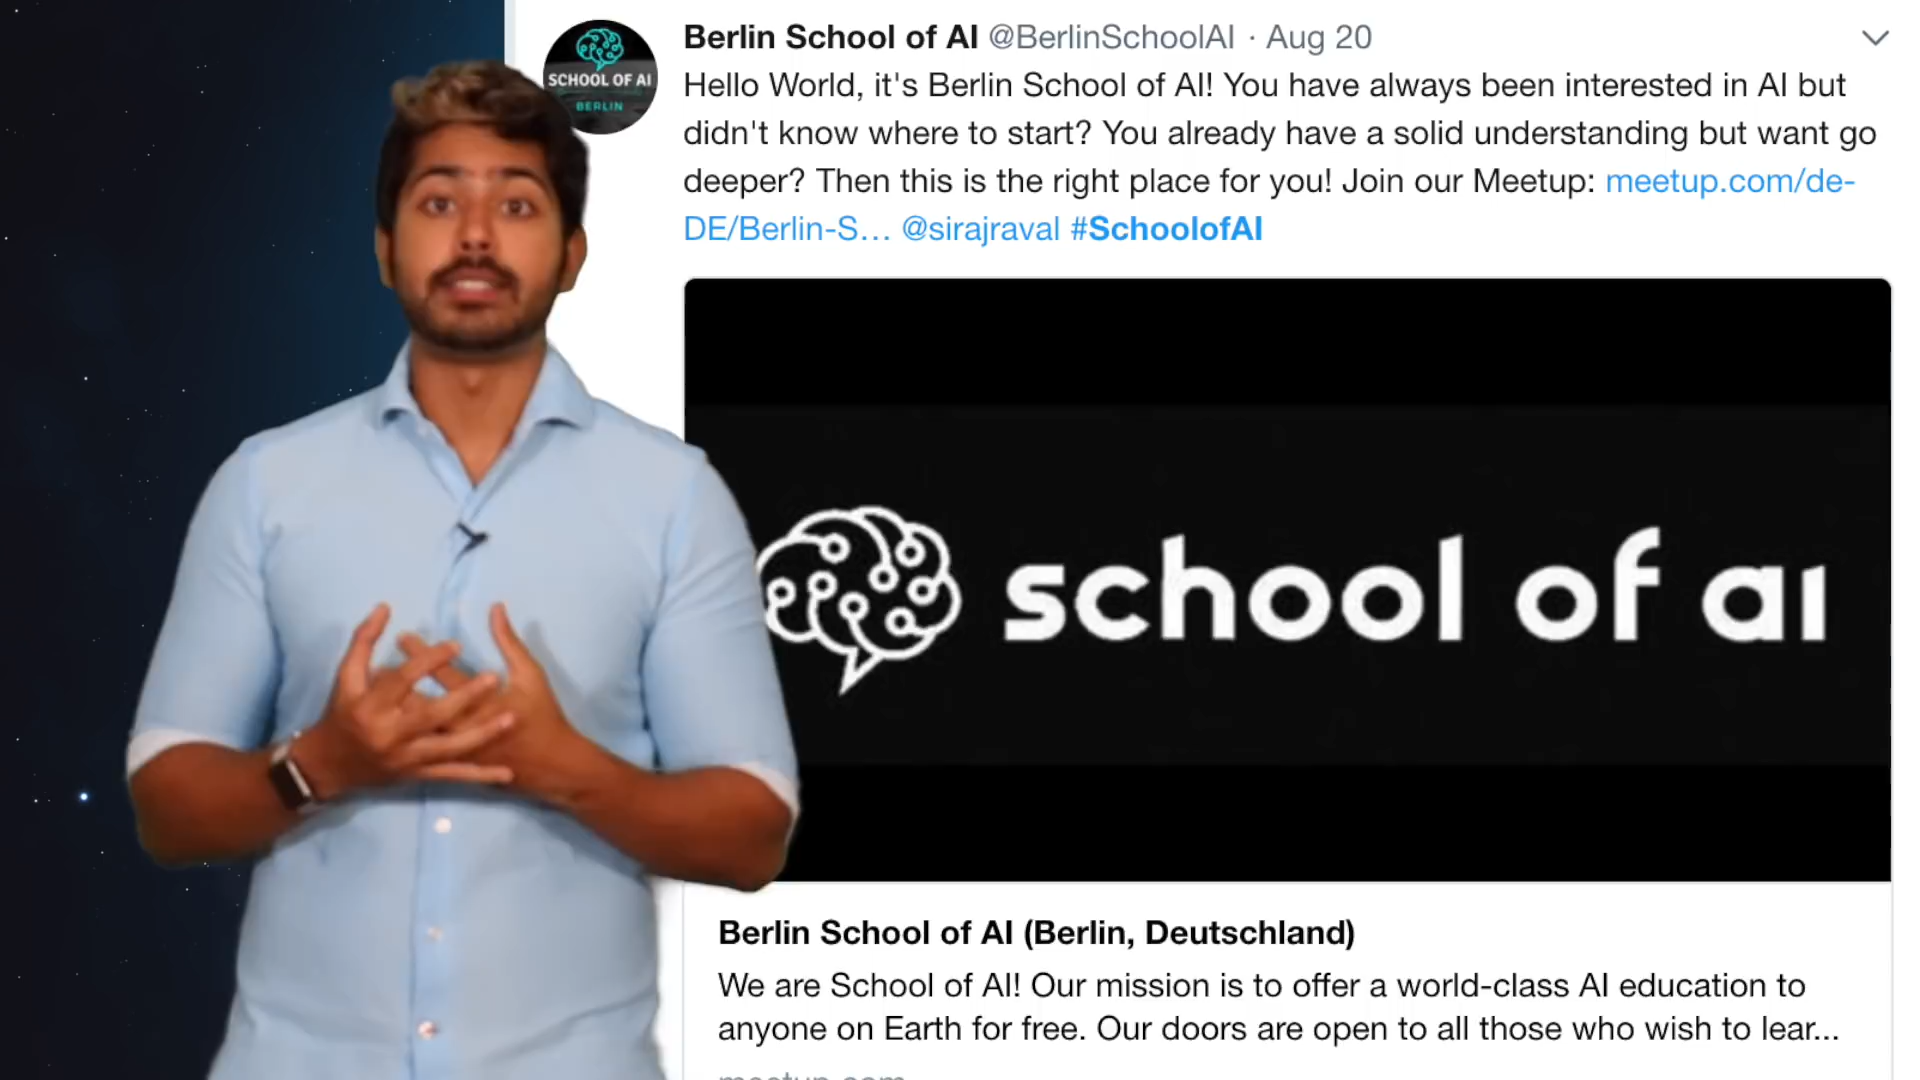 Berlin School of AI @BerlinSchoolAI · Aug 20
SCHOOL OF AI
BERLIN
Hello World, it's Berlin School of AI! You have always been interested in AI but
didn't know where to start? You already have a solid understanding but want go
deeper? Then this is the right place for you! Join our Meetup: meetup.com/de-
DE/Berlin-S... @sirajraval #SchoolofAI
school of ai
Berlin School of AI (Berlin, Deutschland)
We are School of AI! Our mission is to offer a world-class AI education to
anyone on Earth for free. Our doors are open to all those who wish to lear...
meetup.com